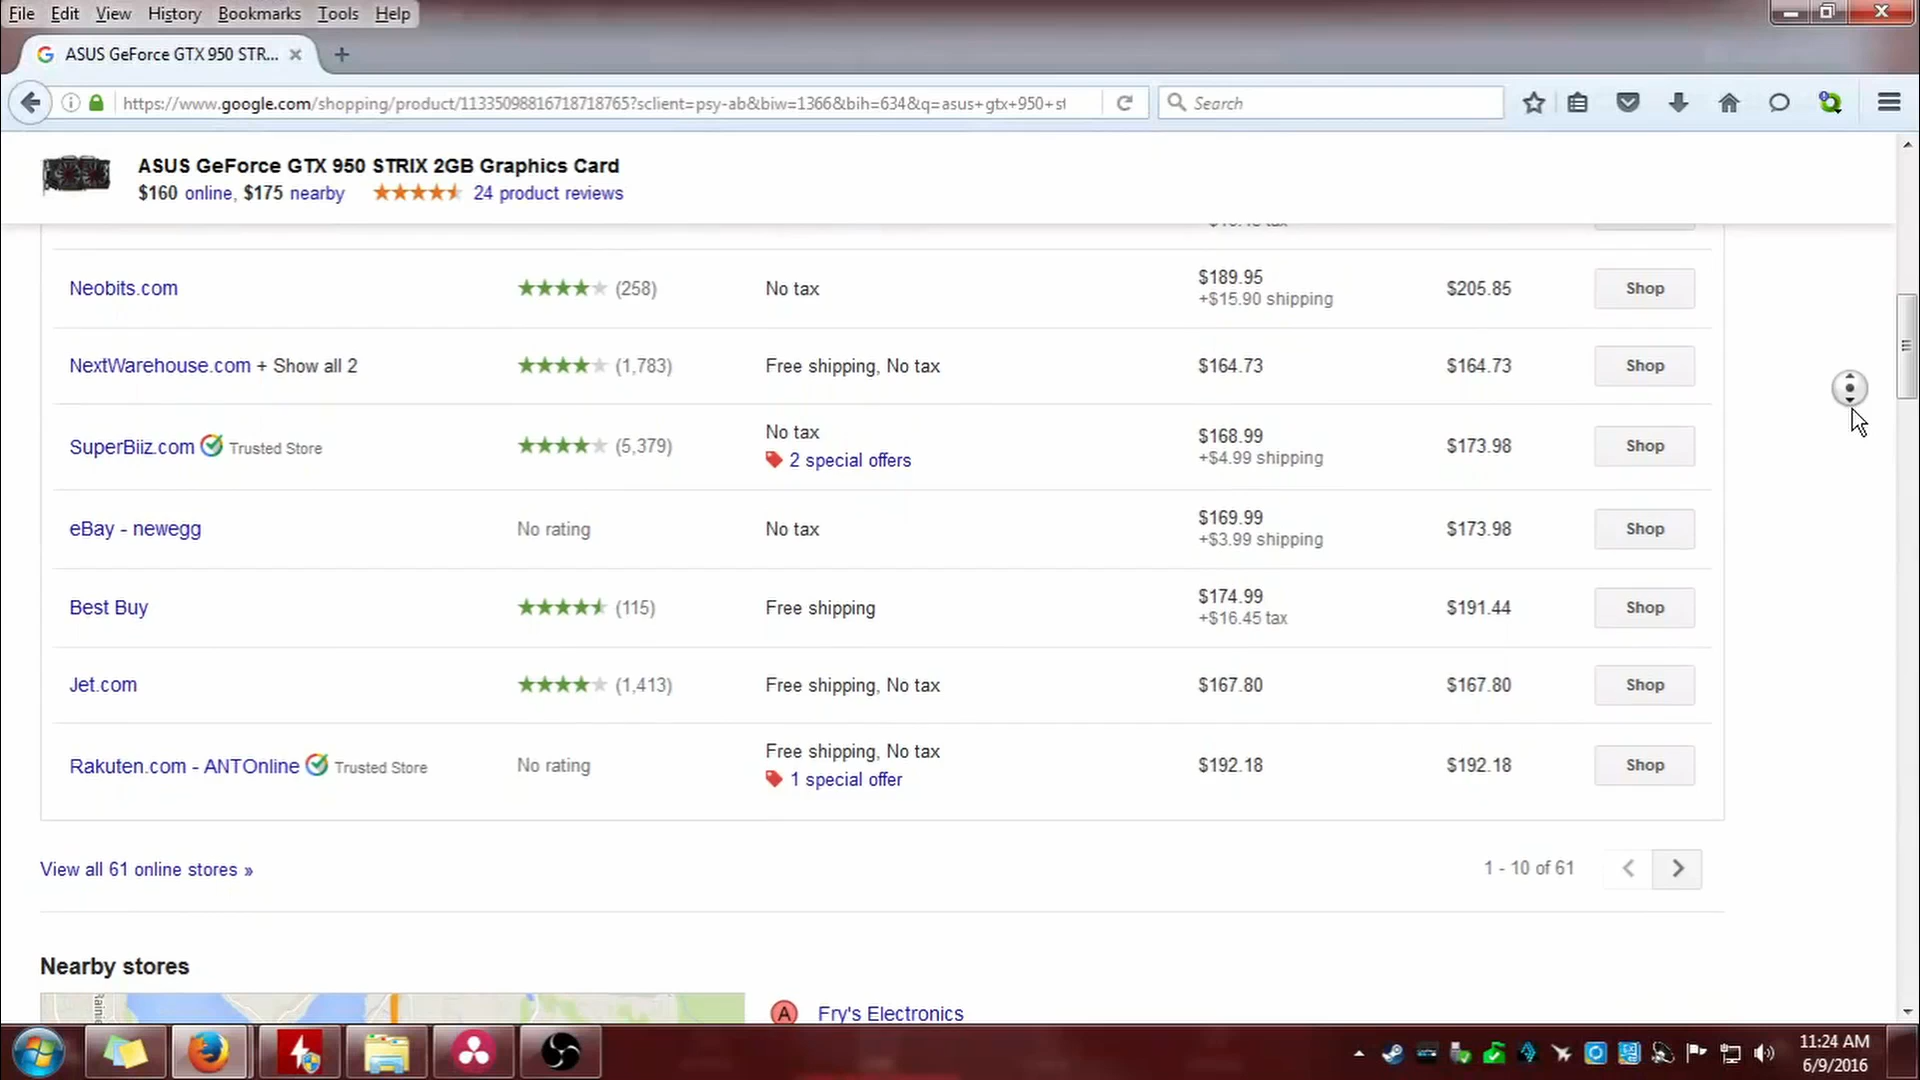 File Edit View History Bookmarks Tools Help
ASUS GeForce GTX 950 STR...
https://www.google.com/shopping/product/11335098816718718765?sclient=psy-ab&biw=1366&bih=634&q=asus+gtx+950+st
Search
ASUS GeForce GTX 950 STRIX 2GB Graphics Card
$160 online, $175 nearby 24 product reviews
Neobits.com (258) No tax $189.95 $205.85 Shop
+$15.90 shipping
NextWarehouse.com + Show all 2 (1,783) Free shipping, No tax $164.73 $164.73 Shop
SuperBiiz.com Trusted Store (5,379) No tax $168.99 $173.98 Shop
2 special offers +$4.99 shipping
eBay - newegg No rating No tax $169.99 $173.98 Shop
+$3.99 shipping
Best Buy (115) Free shipping $174.99 $191.44 Shop
+$16.45 tax
Jet.com (1,413) Free shipping, No tax $167.80 $167.80 Shop
Rakuten.com - ANTOnline Trusted Store No rating Free shipping, No tax $192.18 $192.18 Shop
1 special offer
View all 61 online stores »
1 - 10 of 61
Nearby stores
A Fry's Electronics
11:24 AM
6/9/2016